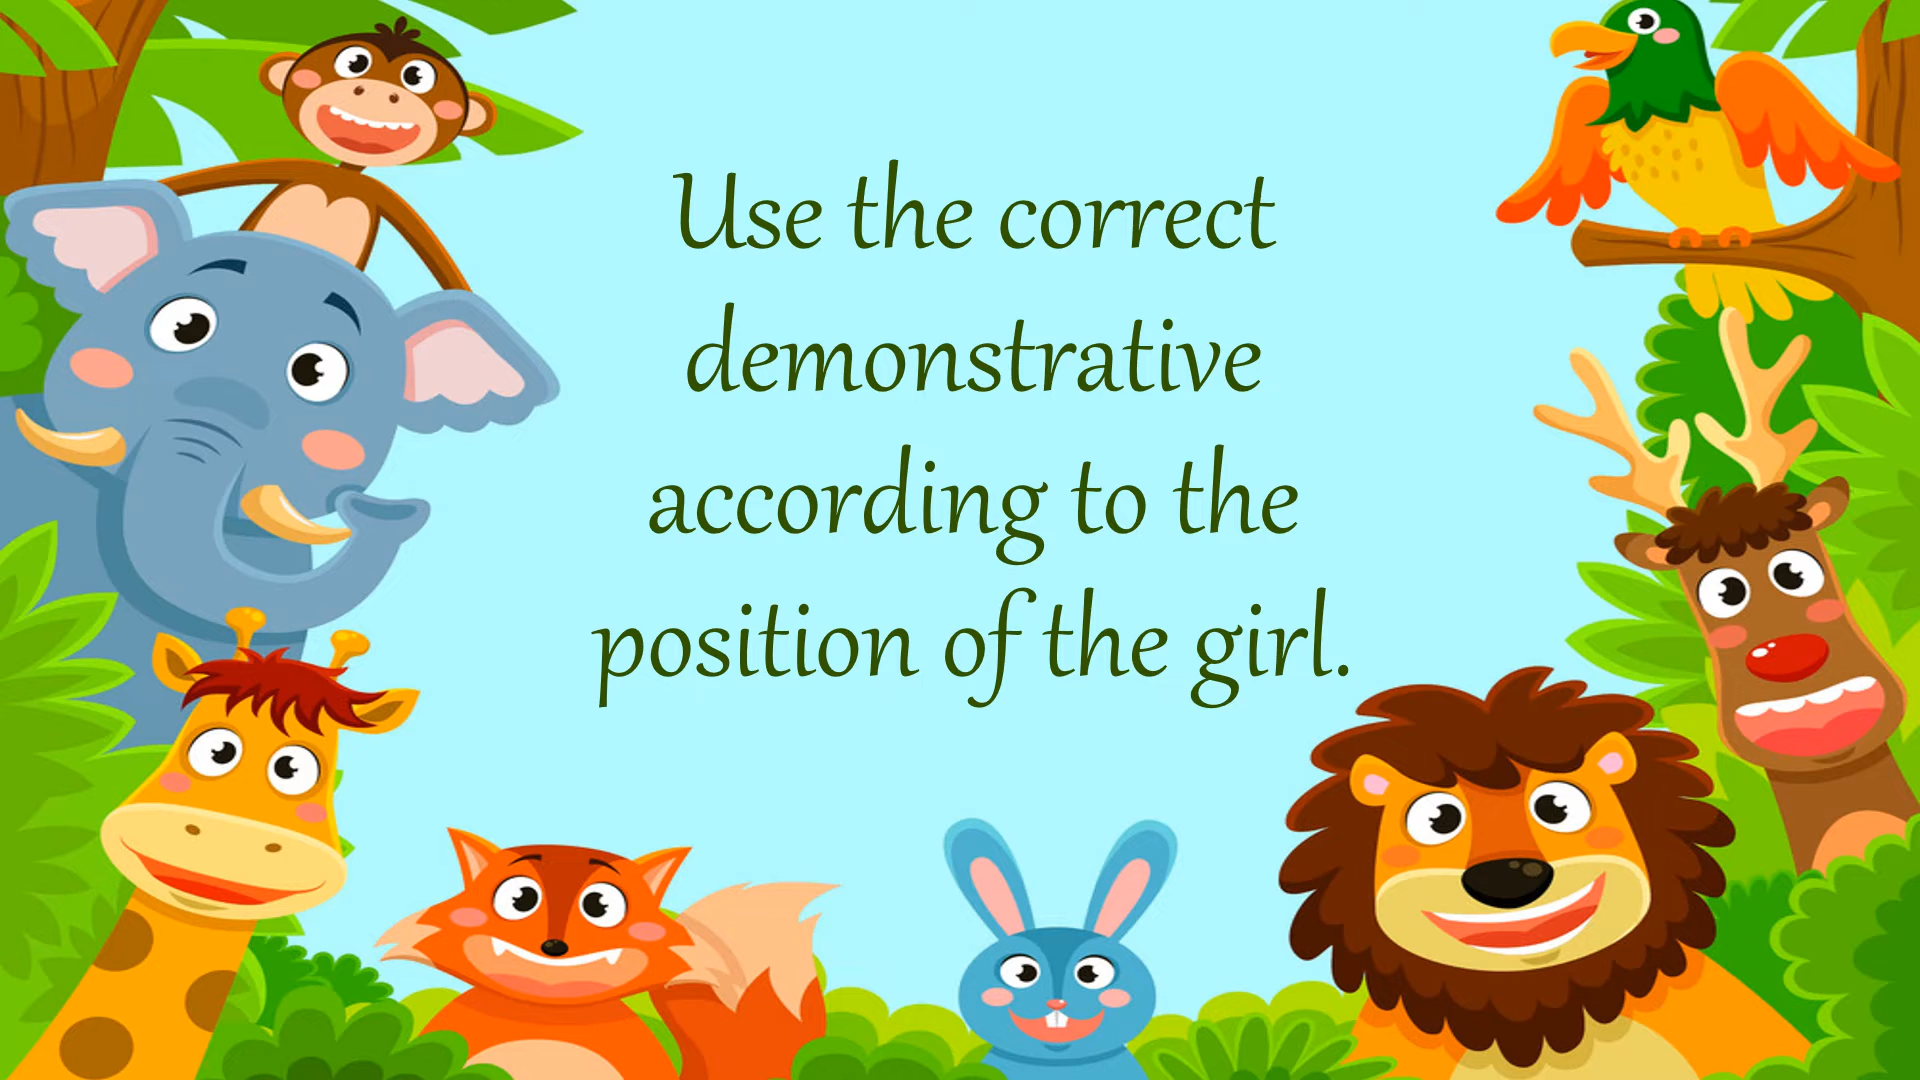 Use the correct
demonstrative
according to the
position of the girl.